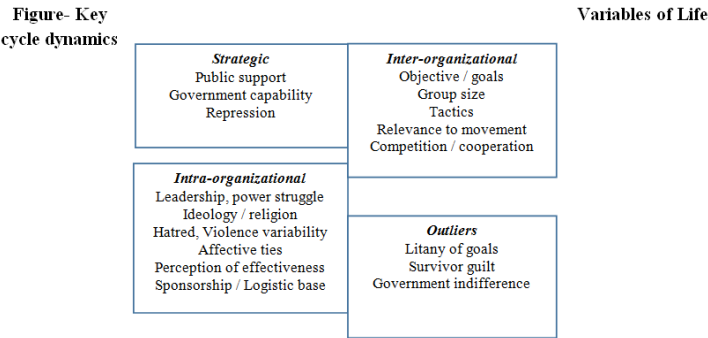 Figure- Key
cycle dynamics
Variables of Life
Strategic
Public support
Government capability
Repression
Inter-organizational
Objective / goals
Group size
Tactics
Relevance to movement
Competition / cooperation
Intra-organizational
Leadership, power struggle
Ideology / religion
Hatred, Violence variability
Affective ties
Perception of effectiveness
Sponsorship / Logistic base
Outliers
Litany of goals
Survivor guilt
Government indifference